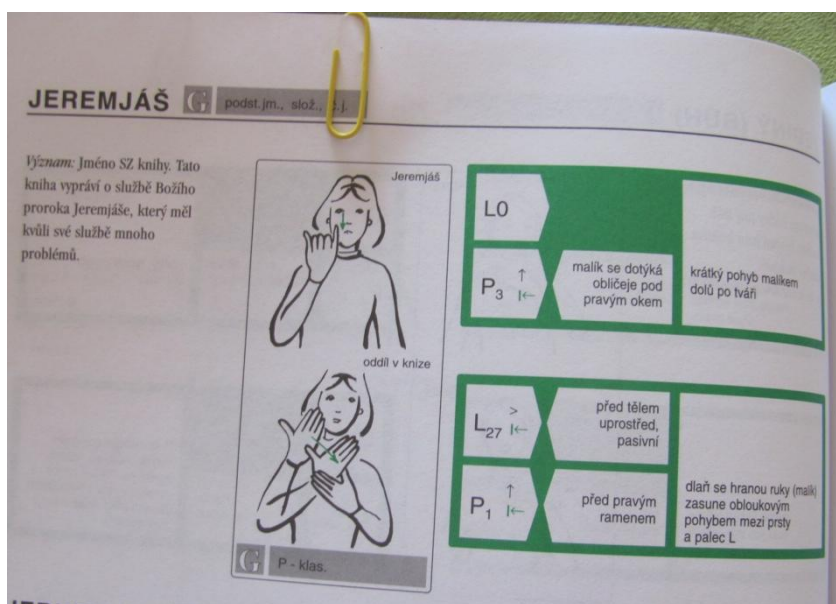 JEREMJÁŠ G podst. jm., slož., č.j.
Význam: Jméno SZ knihy. Tato
kniha vypráví o službě Božího
proroka Jeremjáše, který měl
kvůli své službě mnoho
problémů.
Jeremjáš
oddíl v knize
G P - klas.
L0
P3 ↑ I←
malík se dotýká
obličeje pod
pravým okem
krátký pohyb malíkem
dolů po tváři
L27 > I←
před tělem
uprostřed,
pasivní
P1 ↑ I←
před pravým
ramenem
dlaň se hranou ruky (malík)
zasune obloukovým
pohybem mezi prsty
a palec L